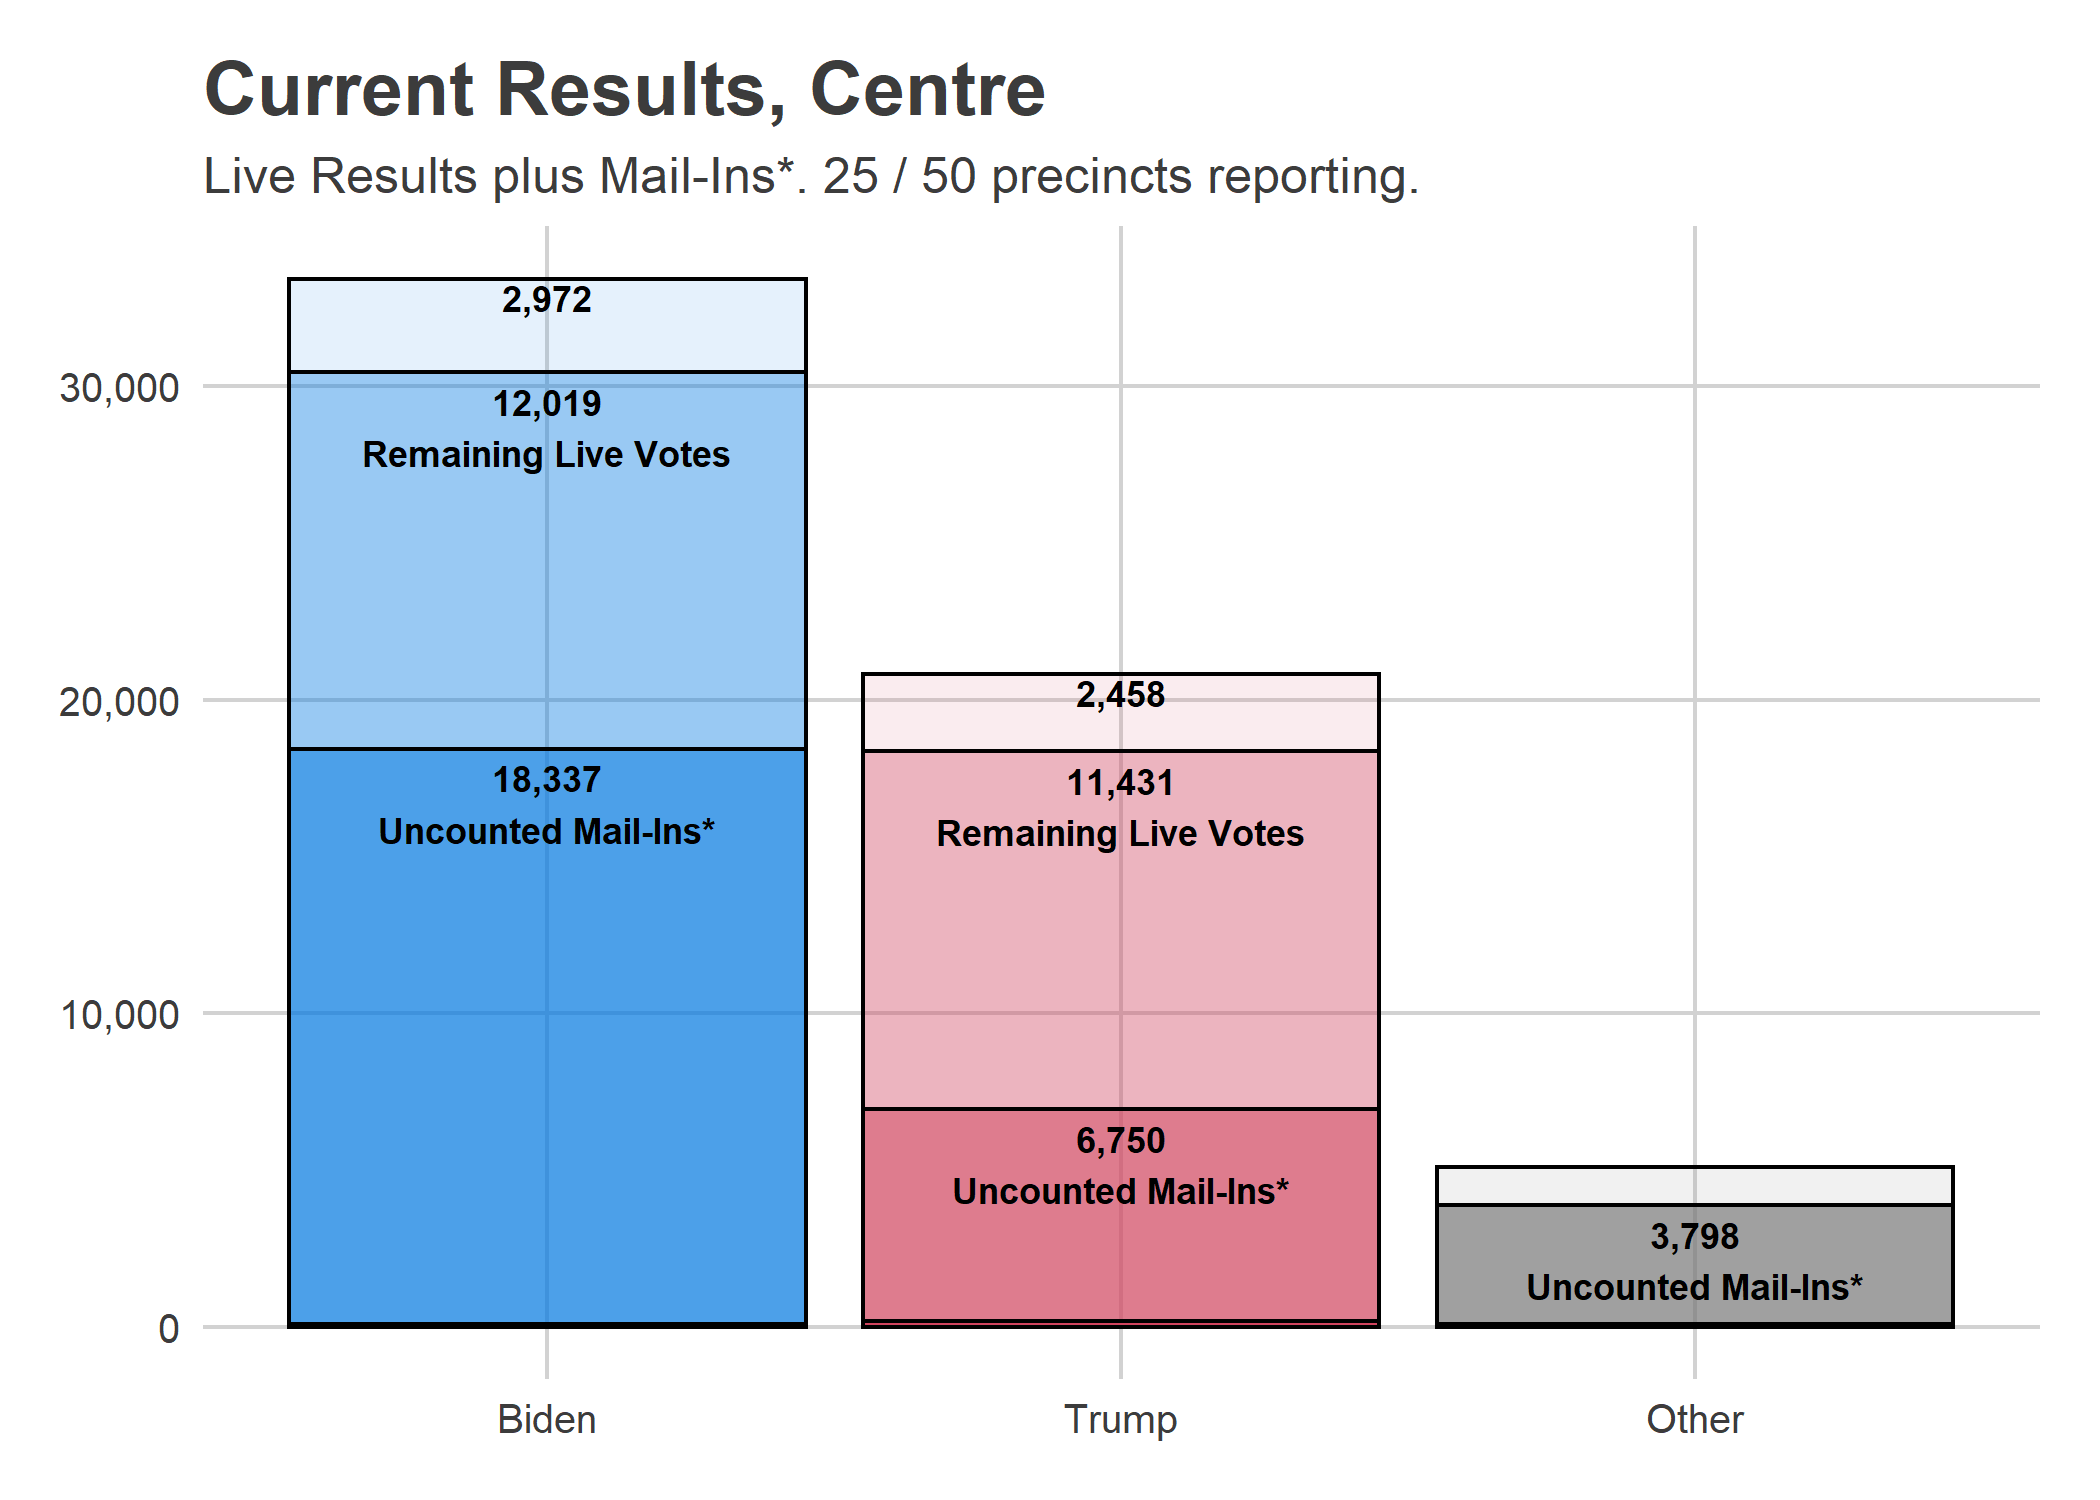 Current Results, Centre
Live Results plus Mail-Ins*. 25 / 50 precincts reporting.
2,972
30,000
12,019
Remaining Live Votes
20,000
2,458
18,337
Uncounted Mail-Ins*
11,431
Remaining Live Votes
10,000
6,750
Uncounted Mail-Ins*
3,798
Uncounted Mail-Ins*
0
Biden
Trump
Other